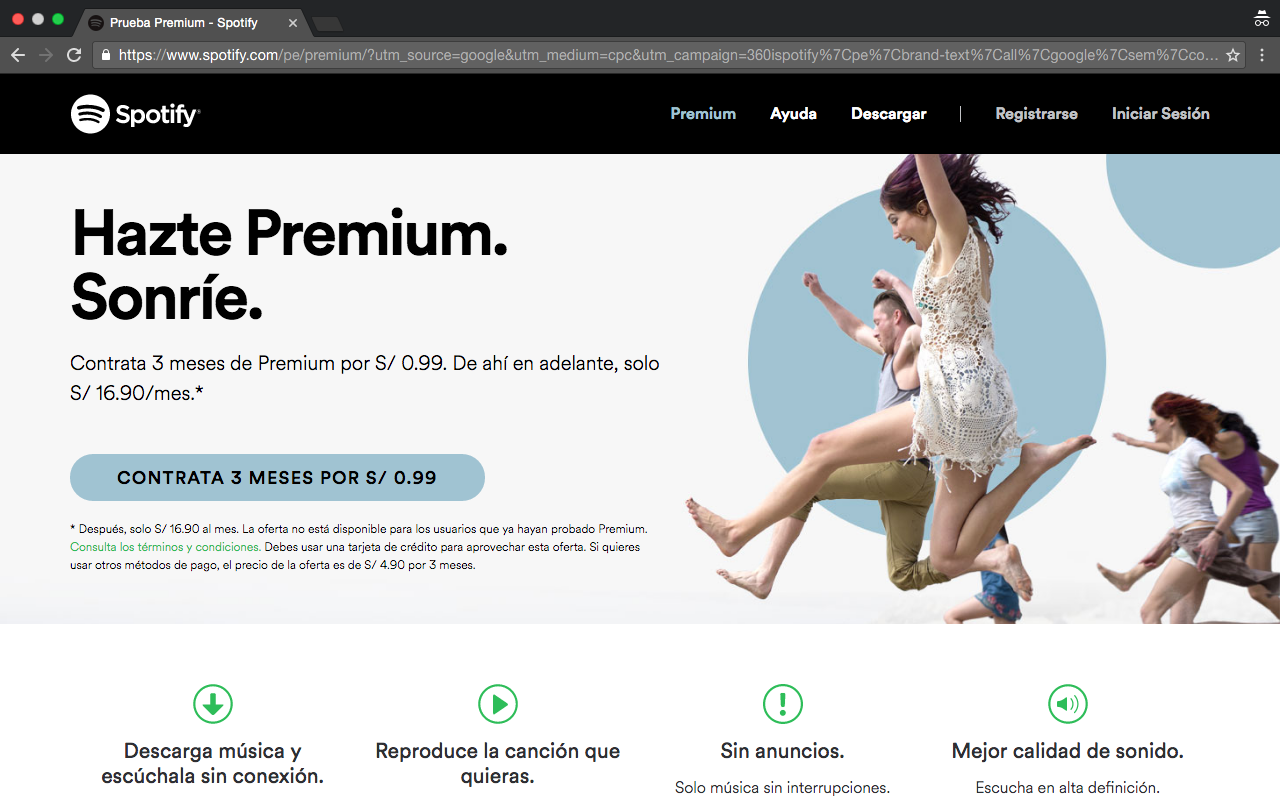 Prueba Premium - Spotify
https://www.spotify.com/pe/premium/?utm_source=google&utm_medium=cpc&utm_campaign=360ispotify%7Cpe%7Cbrand-text%7Call%7Cgoogle%7Csem%7Cco...
Spotify®
Premium Ayuda Descargar | Registrarse Iniciar Sesión
Hazte Premium.
Sonríe.
Contrata 3 meses de Premium por S/ 0.99. De ahí en adelante, solo
S/ 16.90/mes.*
CONTRATA 3 MESES POR S/ 0.99
* Después, solo S/ 16.90 al mes. La oferta no está disponible para los usuarios que ya hayan probado Premium.
Consulta los términos y condiciones. Debes usar una tarjeta de crédito para aprovechar esta oferta. Si quieres
usar otros métodos de pago, el precio de la oferta es de S/ 4.90 por 3 meses.
Descarga música y
escúchala sin conexión.
Reproduce la canción que
quieras.
Sin anuncios.
Solo música sin interrupciones.
Mejor calidad de sonido.
Escucha en alta definición.